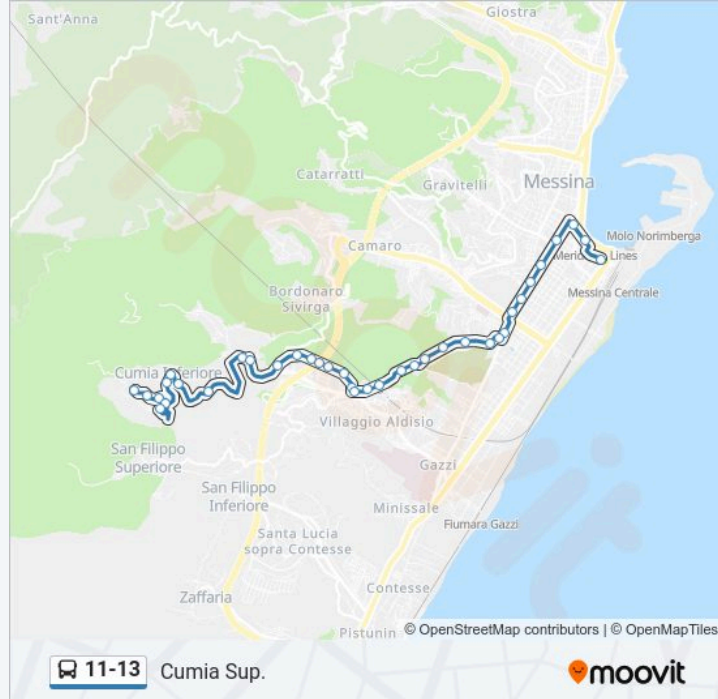 Sant'Anna
Giostra
Catarratti
Gravitelli
Messina
Molo Norimberga
Camaro
Lines
Messina Centrale
Bordonaro
Sivirga
Cumia Inferiore
Villaggio Aldisio
San Filippo
Superiore
Gazzi
San Filippo
Inferiore
Minissale
Fiumara Gazzi
Santa Lucia
sopra Contesse
Contesse
Zaffaria
Pistunin
© OpenStreetMap contributors | © OpenMapTiles
11-13 Cumia Sup.
moovit